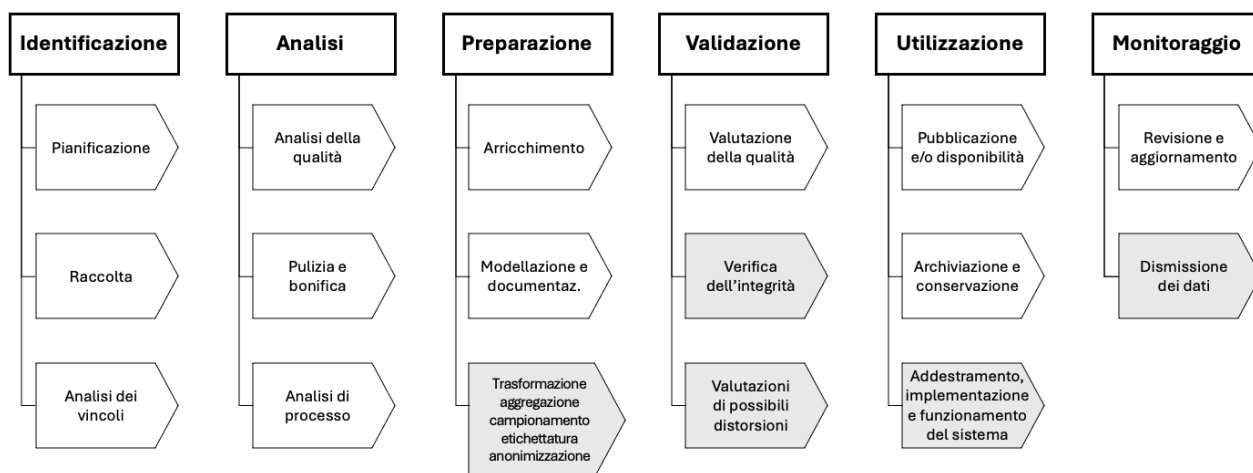 Identificazione
Pianificazione
Raccolta
Analisi dei
vincoli
Analisi
Analisi della
qualità
Pulizia e
bonifica
Analisi di
processo
Preparazione
Arricchimento
Modellazione e
documentaz.
Trasformazione
aggregazione
campionamento
etichettatura
anonimizzazione
Validazione
Valutazione
della qualità
Verifica
dell'integrità
Valutazioni
di possibili
distorsioni
Utilizzazione
Pubblicazione
e/o disponibilità
Archiviazione e
conservazione
Addestramento,
implementazione
e funzionamento
del sistema
Monitoraggio
Revisione e
aggiornamento
Dismissione
dei dati